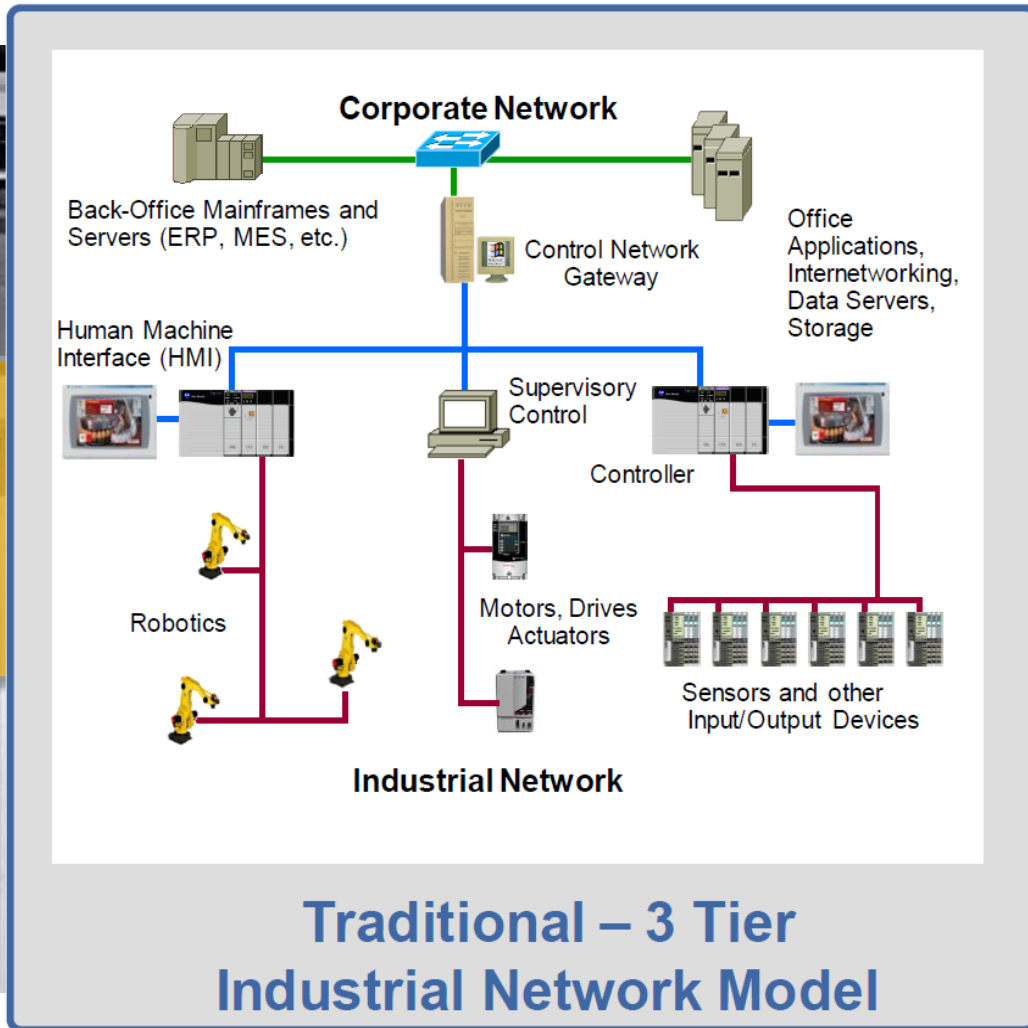 Corporate Network
Back-Office Mainframes and
Servers (ERP, MES, etc.)
Control Network
Gateway
Office
Applications,
Internetworking,
Data Servers,
Storage
Human Machine
Interface (HMI)
Supervisory
Control
Controller
Robotics
Motors, Drives
Actuators
Sensors and other
Input/Output Devices
Industrial Network
Traditional – 3 Tier
Industrial Network Model